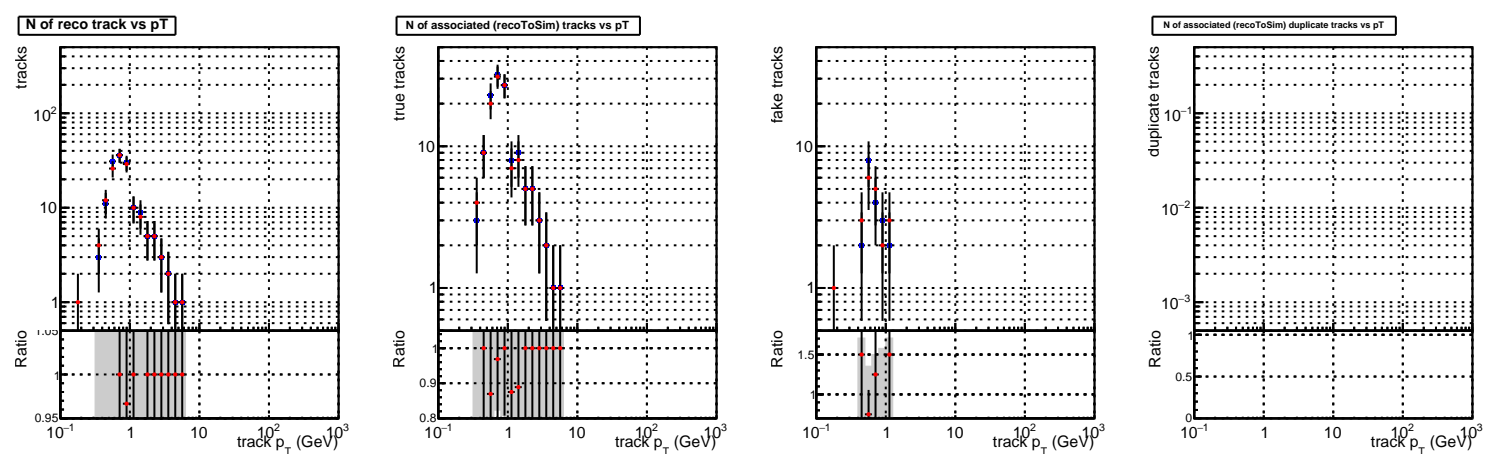 N of reco track vs pT
tracks
10²
10
1
Ratio
1.05
1
0.95
10⁻¹ 1 10 10² 10³
track p_T (GeV)
N of associated (recoToSim) tracks vs pT
true tracks
10
1
Ratio
1
0.9
0.8
10⁻¹ 1 10 10² 10³
track p_T (GeV)
fake tracks
10
1
Ratio
1.5
1
10⁻¹ 1 10 10² 10³
track p_T (GeV)
N of associated (recoToSim) duplicate tracks vs pT
duplicate tracks
10⁻¹
10⁻²
10⁻³
Ratio
1
0.5
0
10⁻¹ 1 10 10² 10³
track p_T (GeV)